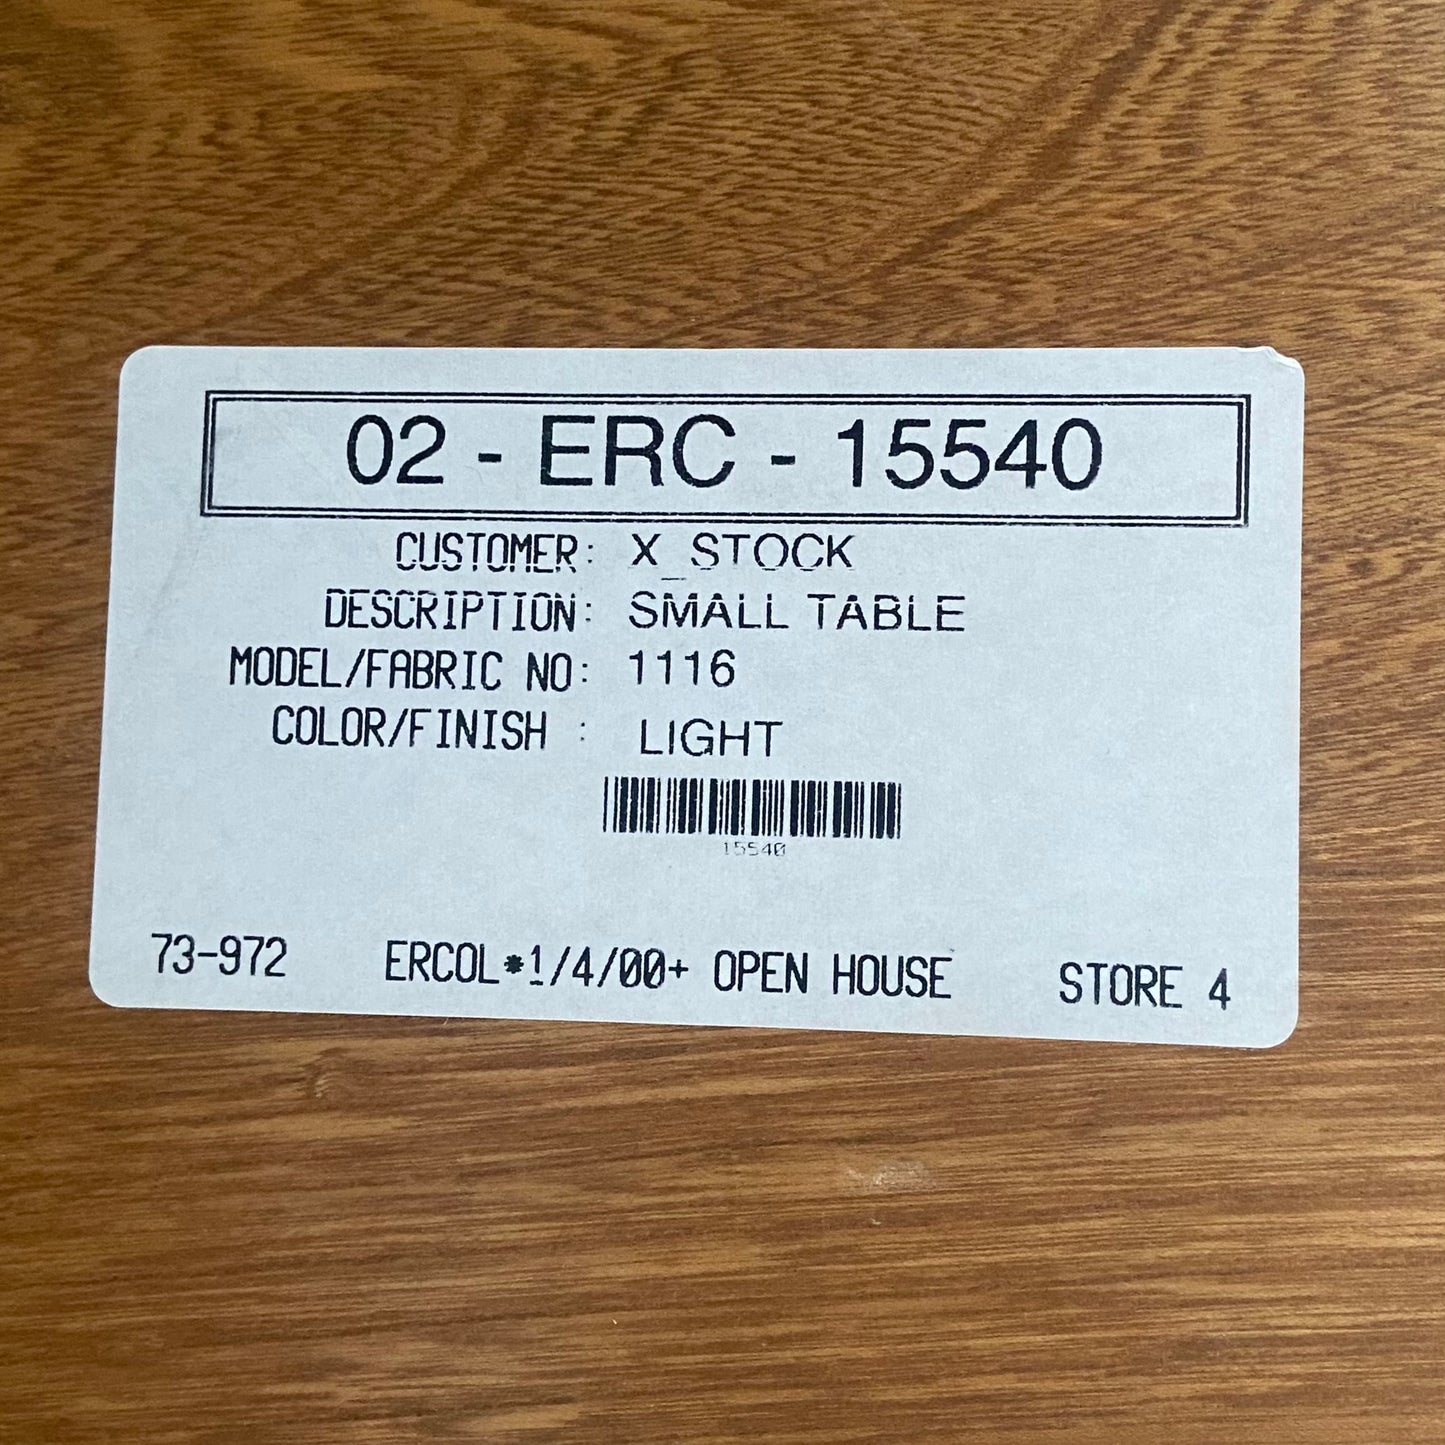 02 - ERC - 15540
CUSTOMER: X_STOCK
DESCRIPTION: SMALL TABLE
MODEL/FABRIC NO: 1116
COLOR/FINISH : LIGHT
15540
73-972 ERCOL*1/4/00+ OPEN HOUSE STORE 4